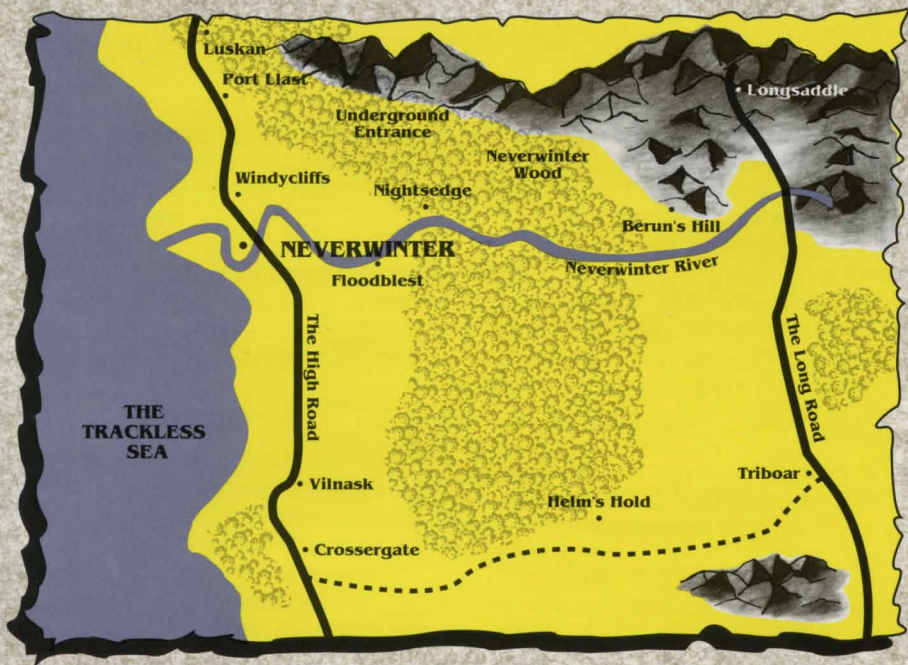 Luskan
Port Llast
Longsaddle
Underground
Entrance
Neverwinter
Wood
Windycliffs
Nightsedge
Berun's Hill
NEVERWINTER
Neverwinter River
Floodblest
The High Road
The Long Road
THE
TRACKLESS
SEA
Vilnask
Triboar
Helm's Hold
Crossergate